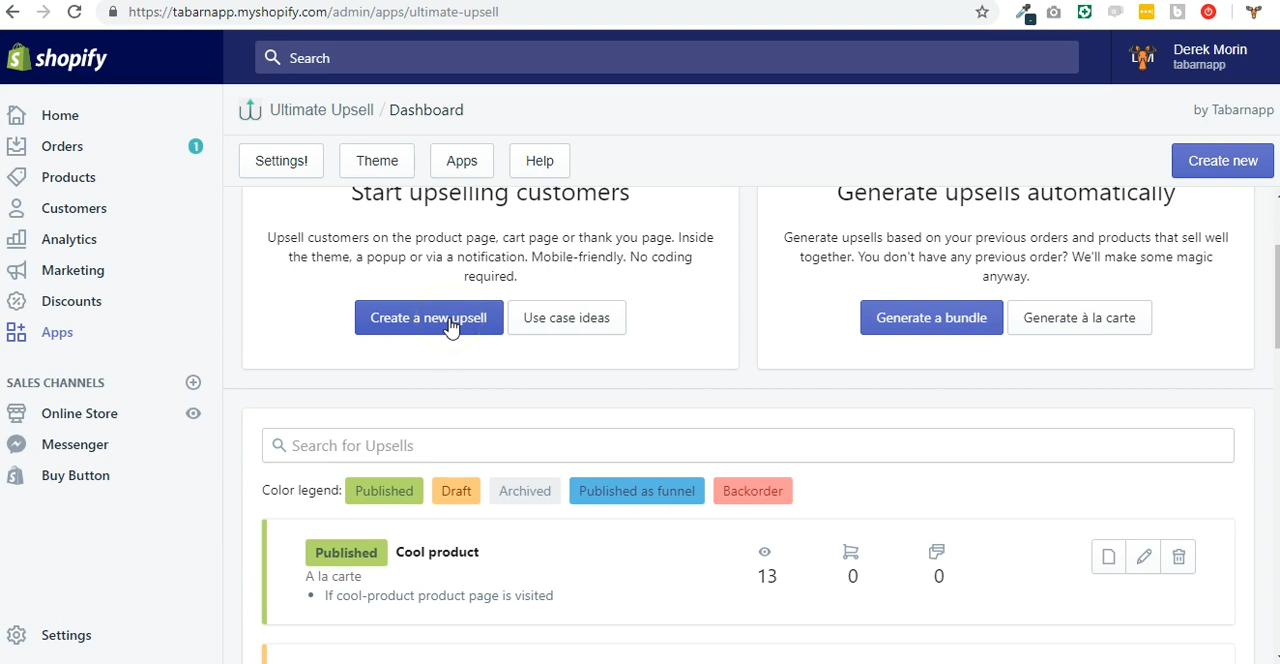 https://tabarnapp.myshopify.com/admin/apps/ultimate-upsell
shopify
Search
Derek Morin
tabarnapp
Home
Orders 1
Products
Customers
Analytics
Marketing
Discounts
Apps
SALES CHANNELS
Online Store
Messenger
Buy Button
Settings
Ultimate Upsell / Dashboard
by Tabarnapp
Settings! Theme Apps Help Create new
Start upselling customers
Upsell customers on the product page, cart page or thank you page. Inside
the theme, a popup or via a notification. Mobile-friendly. No coding
required.
Create a new upsell Use case ideas
Generate upsells automatically
Generate upsells based on your previous orders and products that sell well
together. You don't have any previous order? We'll make some magic
anyway.
Generate a bundle Generate à la carte
Search for Upsells
Color legend: Published Draft Archived Published as funnel Backorder
Published Cool product
A la carte
• If cool-product product page is visited
13 0 0